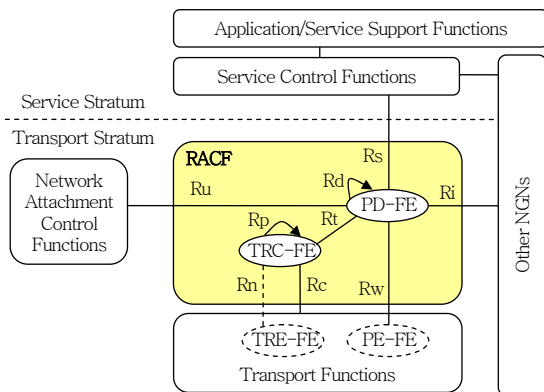 Application/Service Support Functions
Service Control Functions
Service Stratum
Transport Stratum
RACF
Rs
Rd
Network
Attachment
Control
Functions
Ru
PD-FE
Ri
Rp
Rt
TRC-FE
Rn
Rc
Rw
TRE-FE
PE-FE
Transport Functions
Other NGNs